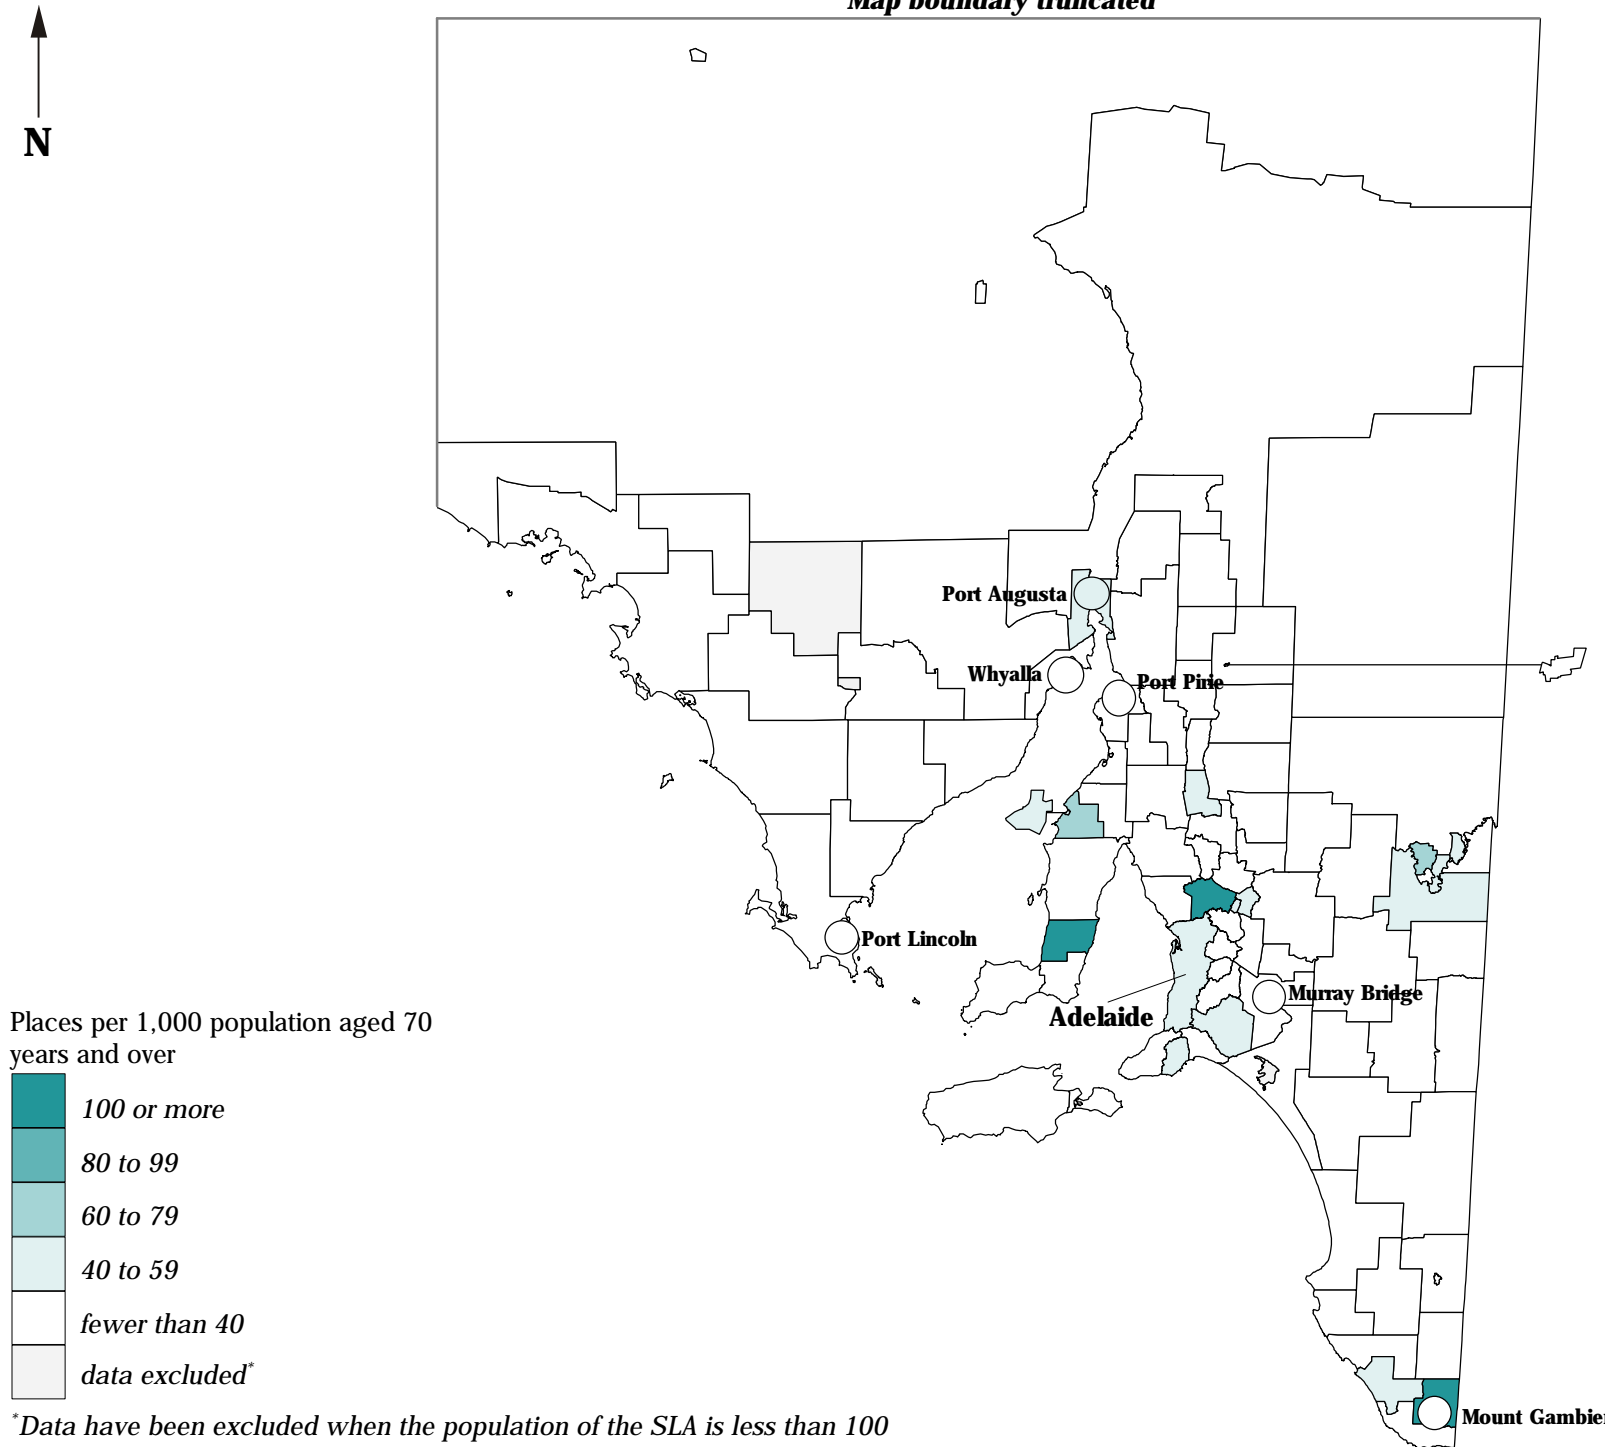 Map boundary truncated
N
Port Augusta
Whyalla
Port Pirie
Port Lincoln
Murray Bridge
Adelaide
Places per 1,000 population aged 70
years and over
100 or more
80 to 99
60 to 79
40 to 59
fewer than 40
data excluded*
*Data have been excluded when the population of the SLA is less than 100
Mount Gambier